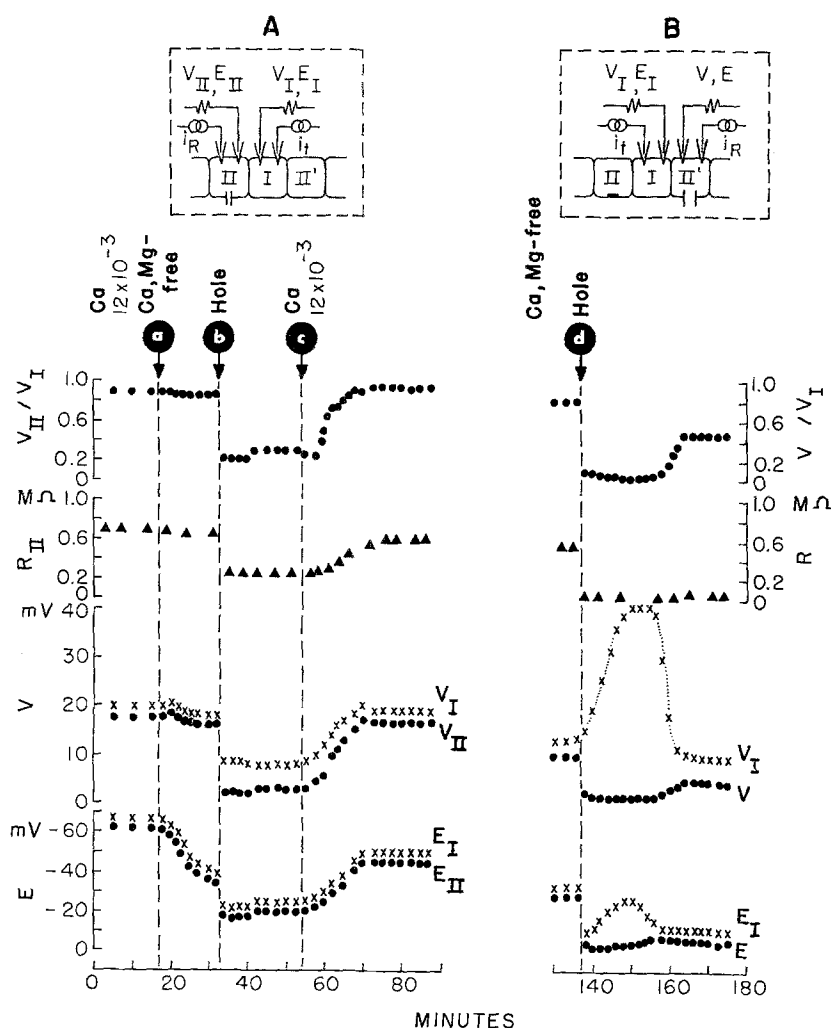 A
V_II, E_II V_I, E_I
i_R i_t
II I II'
B
V_I, E_I V, E
i_t i_R
II I II'
Ca 12x10⁻³
Ca, Mg-free
Hole
Ca 12x10⁻³
a b c
Ca, Mg-free
Hole
d
V_II / V_I
1.0
0.6
0.2
0
MΩ
R_II
1.0
0.6
0.2
0
mV
V
40
30
20
10
0
V_I
V_II
mV
E
-60
-40
-20
0
E_I
E_II
0 20 40 60 80
V / V_I
1.0
0.6
0.2
0
MΩ
R
1.0
0.6
0.2
0
V_I
V
E_I
E
140 160 180
MINUTES